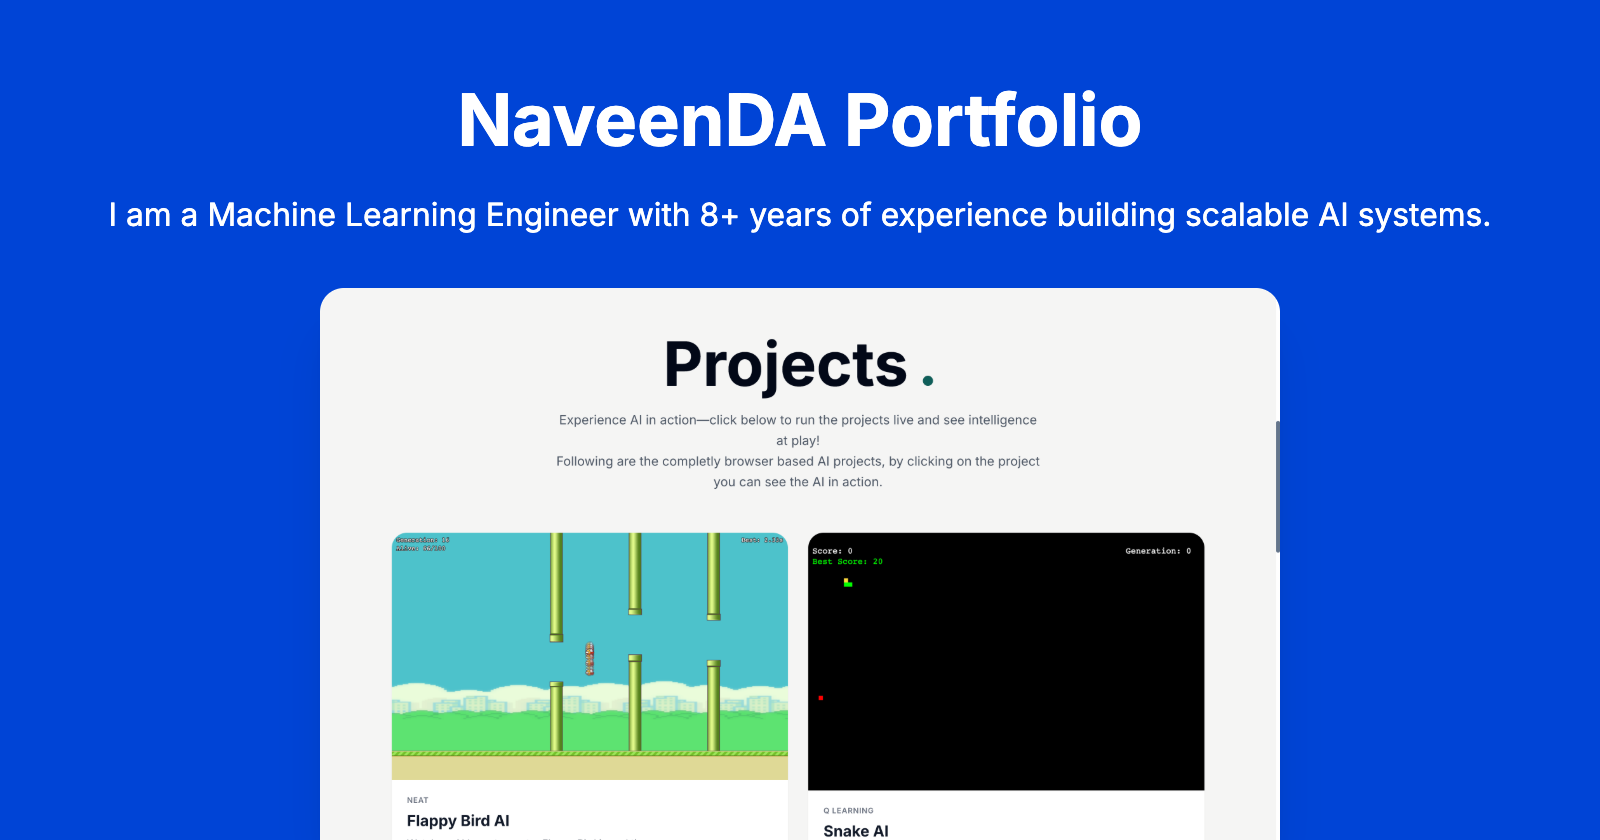 NaveenDA Portfolio
I am a Machine Learning Engineer with 8+ years of experience building scalable AI systems.
Projects .
Experience AI in action—click below to run the projects live and see intelligence
at play!
Following are the completly browser based AI projects, by clicking on the project
you can see the AI in action.
Generation: 16
Score: 0
Generation: 0
Best Score: 20
NEAT
Flappy Bird AI
Q LEARNING
Snake AI